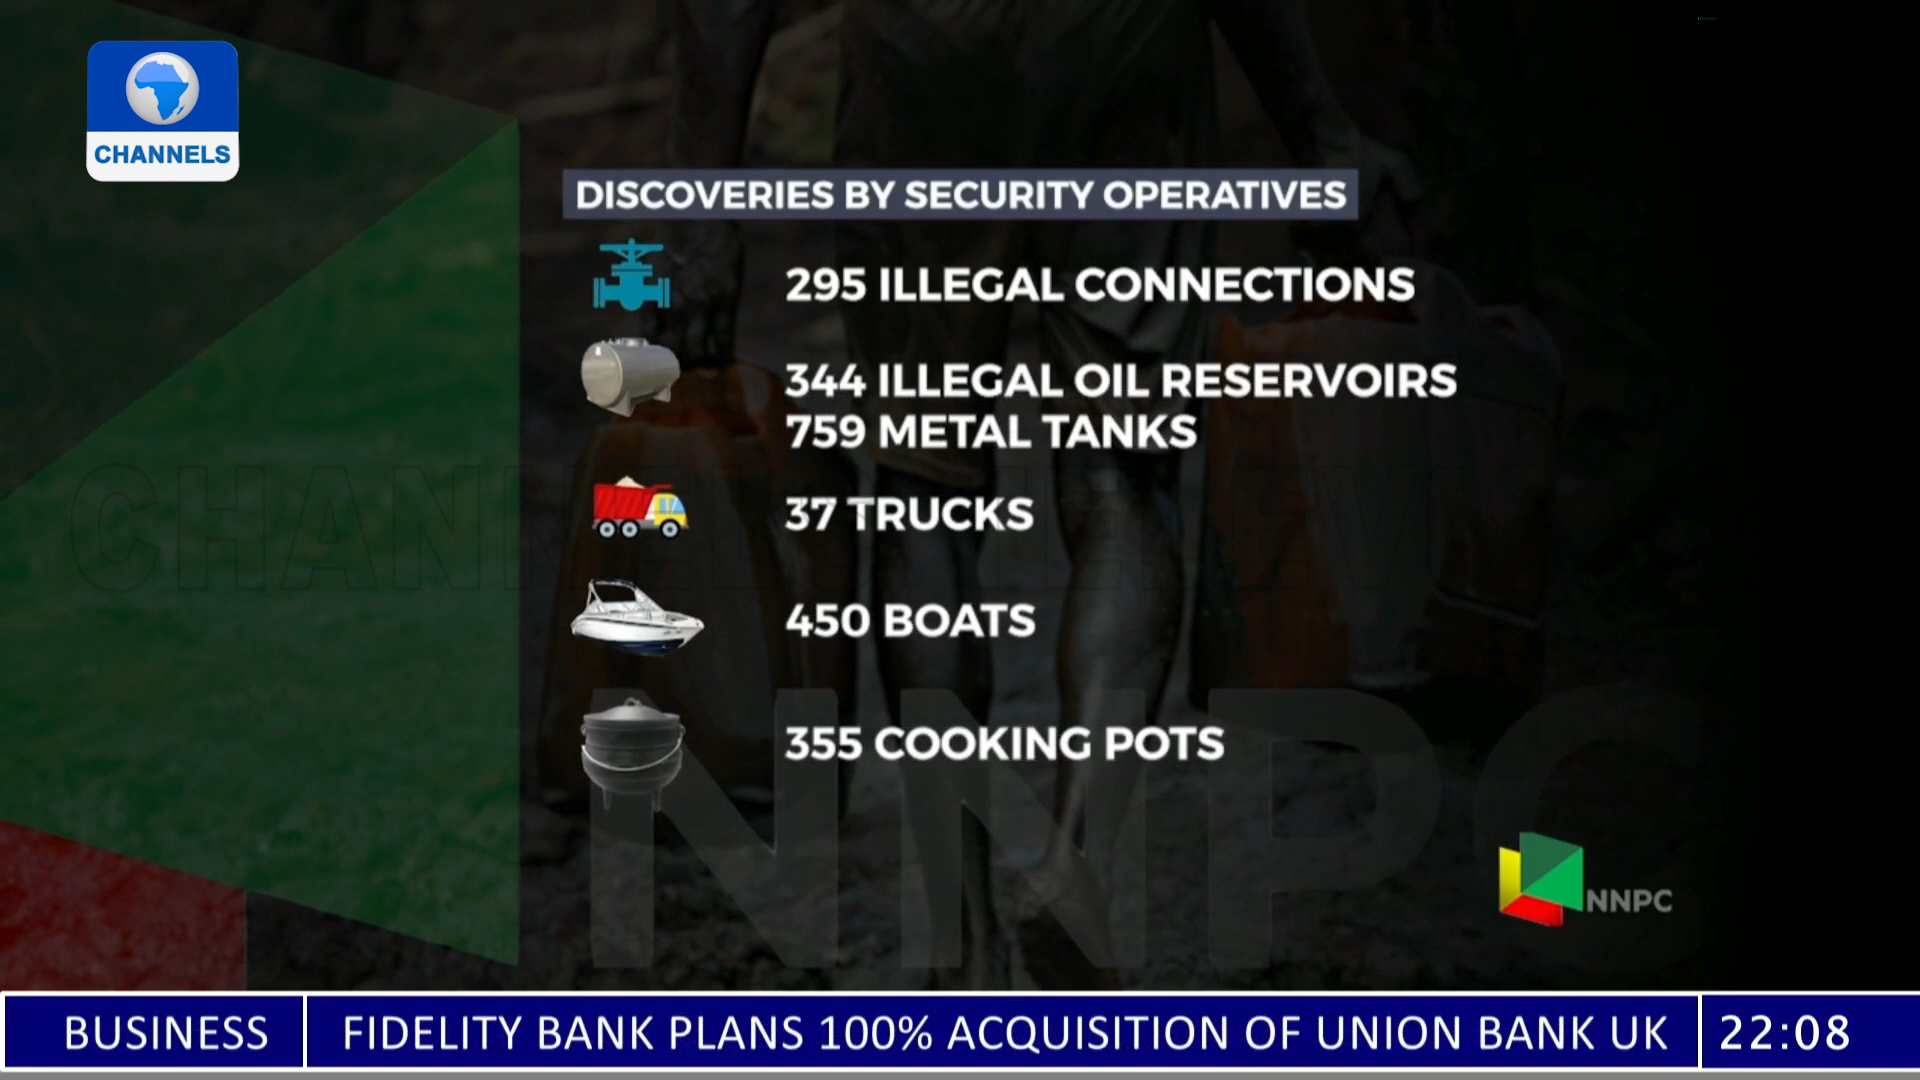 CHANNELS
DISCOVERIES BY SECURITY OPERATIVES
295 ILLEGAL CONNECTIONS
344 ILLEGAL OIL RESERVOIRS
759 METAL TANKS
37 TRUCKS
450 BOATS
355 COOKING POTS
NNPC
NNPC
BUSINESS
FIDELITY BANK PLANS 100% ACQUISITION OF UNION BANK UK
22:08